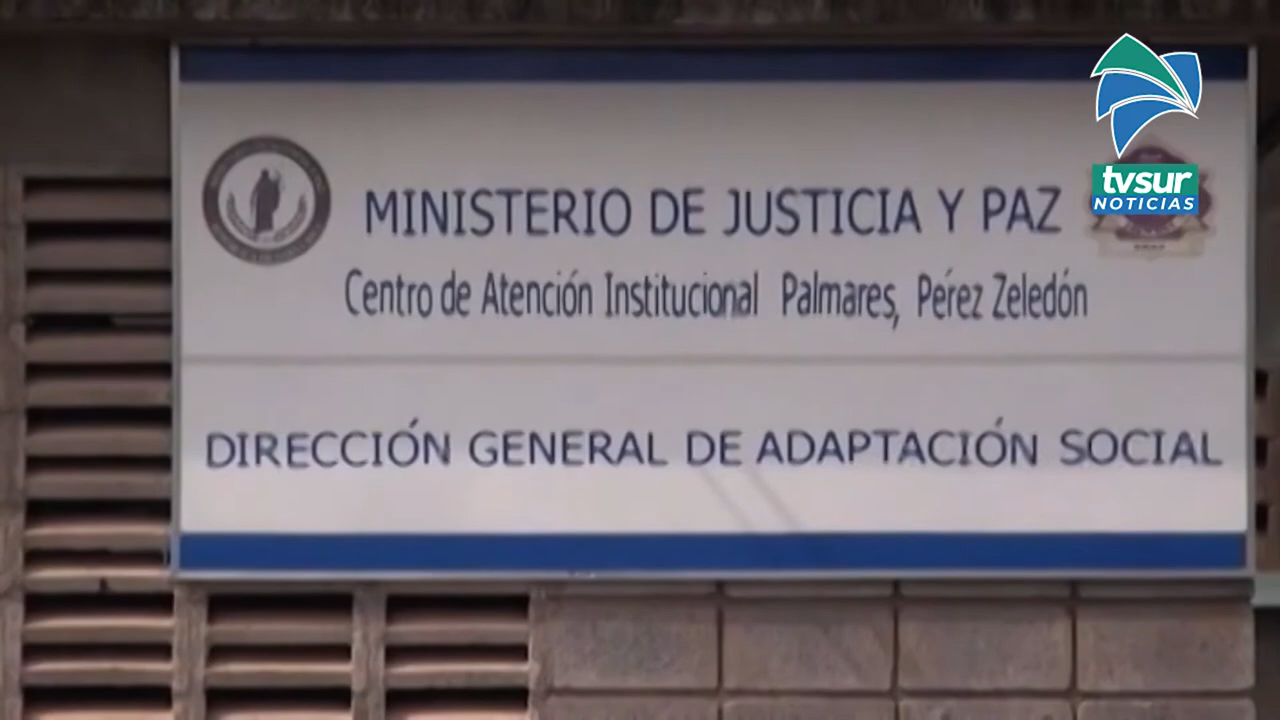 MINISTERIO DE JUSTICIA Y PAZ
Centro de Atención Institucional Palmares, Pérez Zeledón
DIRECCIÓN GENERAL DE ADAPTACIÓN SOCIAL
tvsur
NOTICIAS